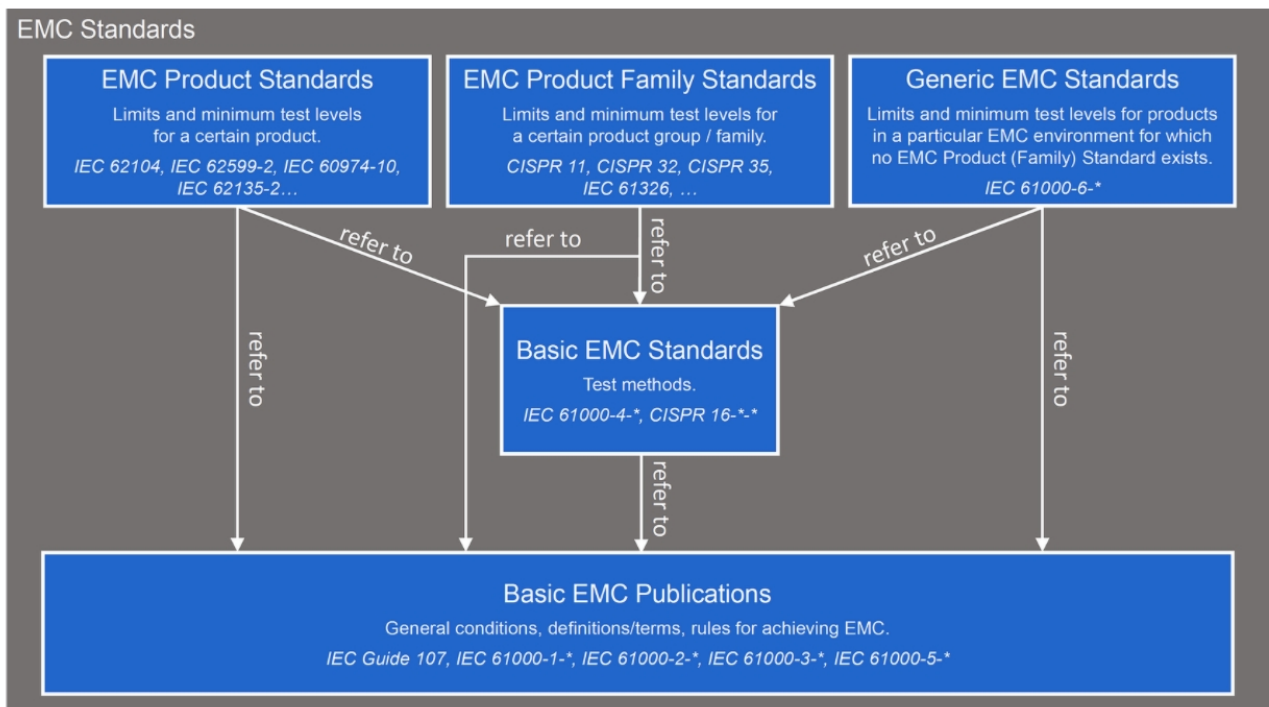 EMC Standards
EMC Product Standards
Limits and minimum test levels
for a certain product.
IEC 62104, IEC 62599-2, IEC 60974-10,
IEC 62135-2…
EMC Product Family Standards
Limits and minimum test levels for
a certain product group / family.
CISPR 11, CISPR 32, CISPR 35,
IEC 61326, …
Generic EMC Standards
Limits and minimum test levels for products
in a particular EMC environment for which
no EMC Product (Family) Standard exists.
IEC 61000-6-*
refer to
refer to
refer to
refer to
refer to
refer to
Basic EMC Standards
Test methods.
IEC 61000-4-*, CISPR 16-*-*
refer to
Basic EMC Publications
General conditions, definitions/terms, rules for achieving EMC.
IEC Guide 107, IEC 61000-1-*, IEC 61000-2-*, IEC 61000-3-*, IEC 61000-5-*